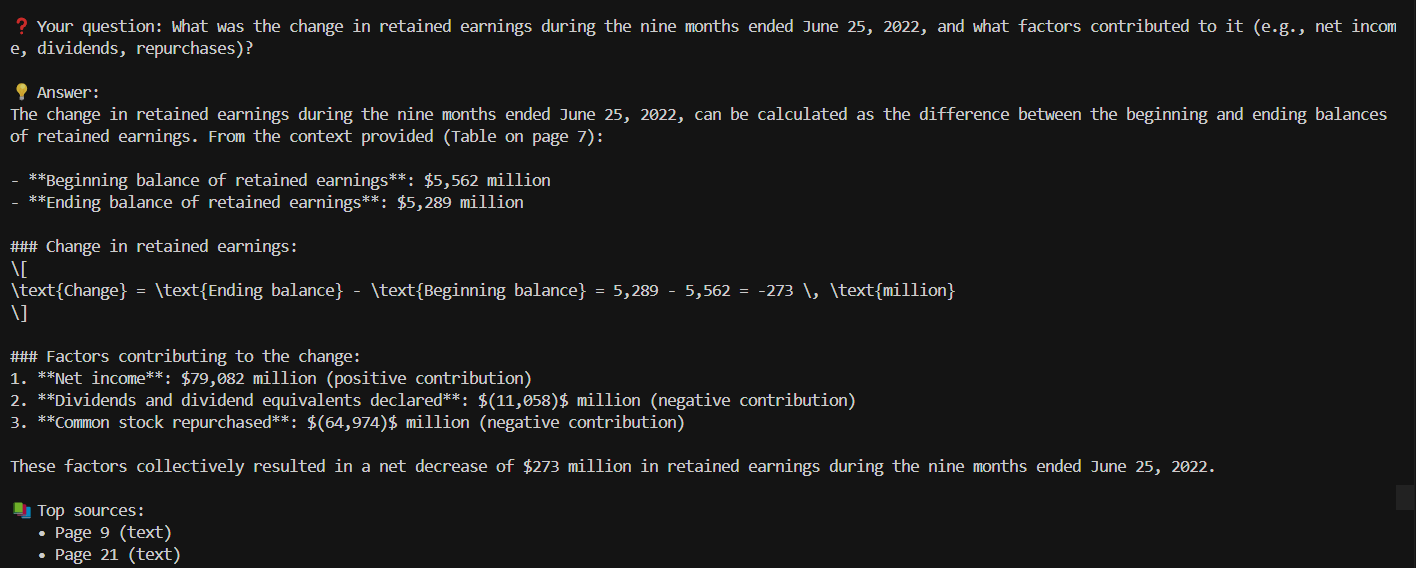 ❓ Your question: What was the change in retained earnings during the nine months ended June 25, 2022, and what factors contributed to it (e.g., net incom
e, dividends, repurchases)?
💡 Answer:
The change in retained earnings during the nine months ended June 25, 2022, can be calculated as the difference between the beginning and ending balances
of retained earnings. From the context provided (Table on page 7):
- **Beginning balance of retained earnings**: $5,562 million
- **Ending balance of retained earnings**: $5,289 million
### Change in retained earnings:
\[
\text{Change} = \text{Ending balance} - \text{Beginning balance} = 5,289 - 5,562 = -273 \, \text{million}
\]
### Factors contributing to the change:
1. **Net income**: $79,082 million (positive contribution)
2. **Dividends and dividend equivalents declared**: $(11,058)$ million (negative contribution)
3. **Common stock repurchased**: $(64,974)$ million (negative contribution)
These factors collectively resulted in a net decrease of $273 million in retained earnings during the nine months ended June 25, 2022.
📚 Top sources:
• Page 9 (text)
• Page 21 (text)